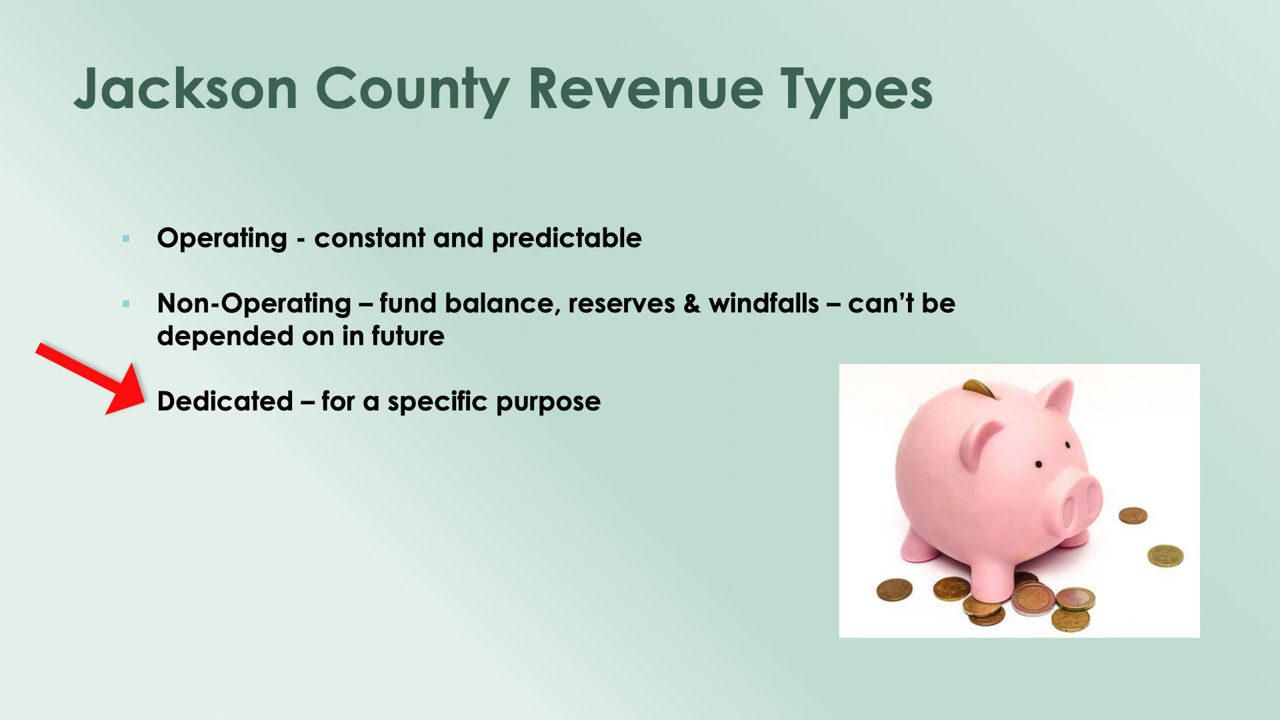 Jackson County Revenue Types
▪ Operating - constant and predictable
▪ Non-Operating – fund balance, reserves & windfalls – can’t be
depended on in future
Dedicated – for a specific purpose